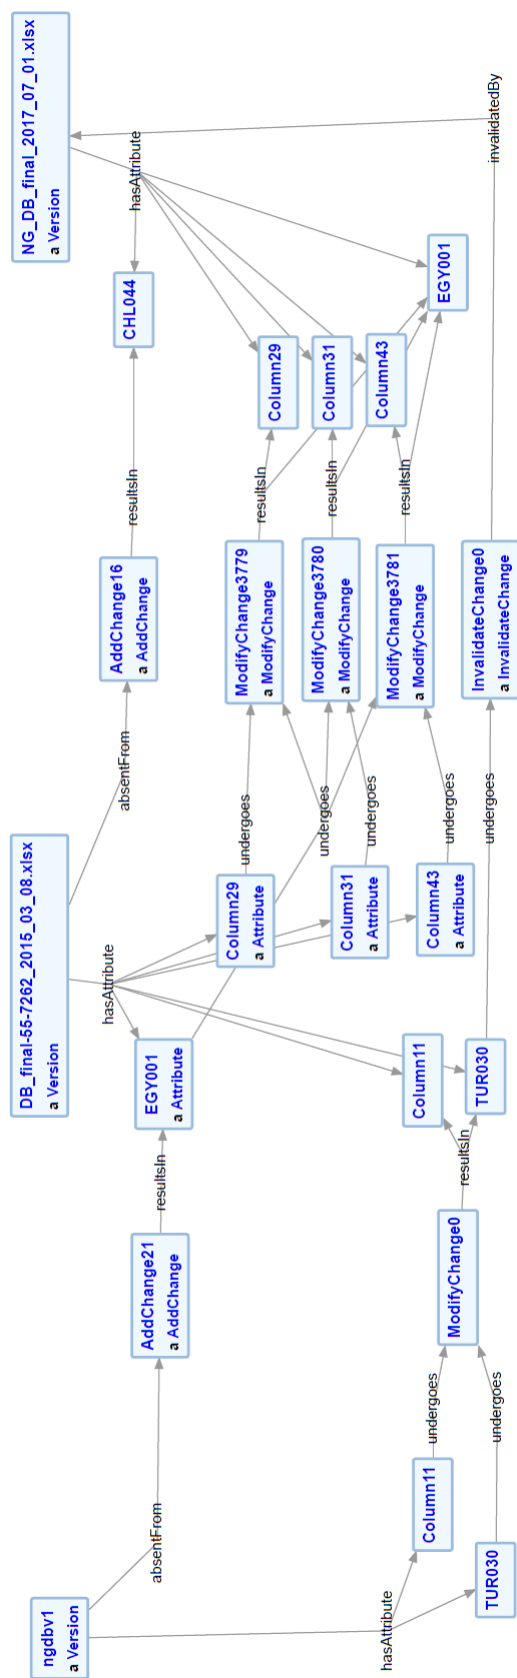 ngdbv1
a Version
absentFrom
hasAttribute
TUR030
Column11
undergoes
undergoes
AddChange21
a AddChange
ModifyChange0
resultsIn
resultsIn
DB_final-55-7262_2015_03_08.xlsx
a Version
hasAttribute
EGY001
a Attribute
Column11
TUR030
Column29
a Attribute
Column31
a Attribute
Column43
a Attribute
absentFrom
undergoes
undergoes
undergoes
undergoes
undergoes
AddChange16
a AddChange
ModifyChange3779
a ModifyChange
ModifyChange3780
a ModifyChange
ModifyChange3781
a ModifyChange
InvalidateChange0
a InvalidateChange
resultsIn
resultsIn
resultsIn
resultsIn
CHL044
Column29
Column31
Column43
EGY001
hasAttribute
invalidatedBy
NG_DB_final_2017_07_01.xlsx
a Version